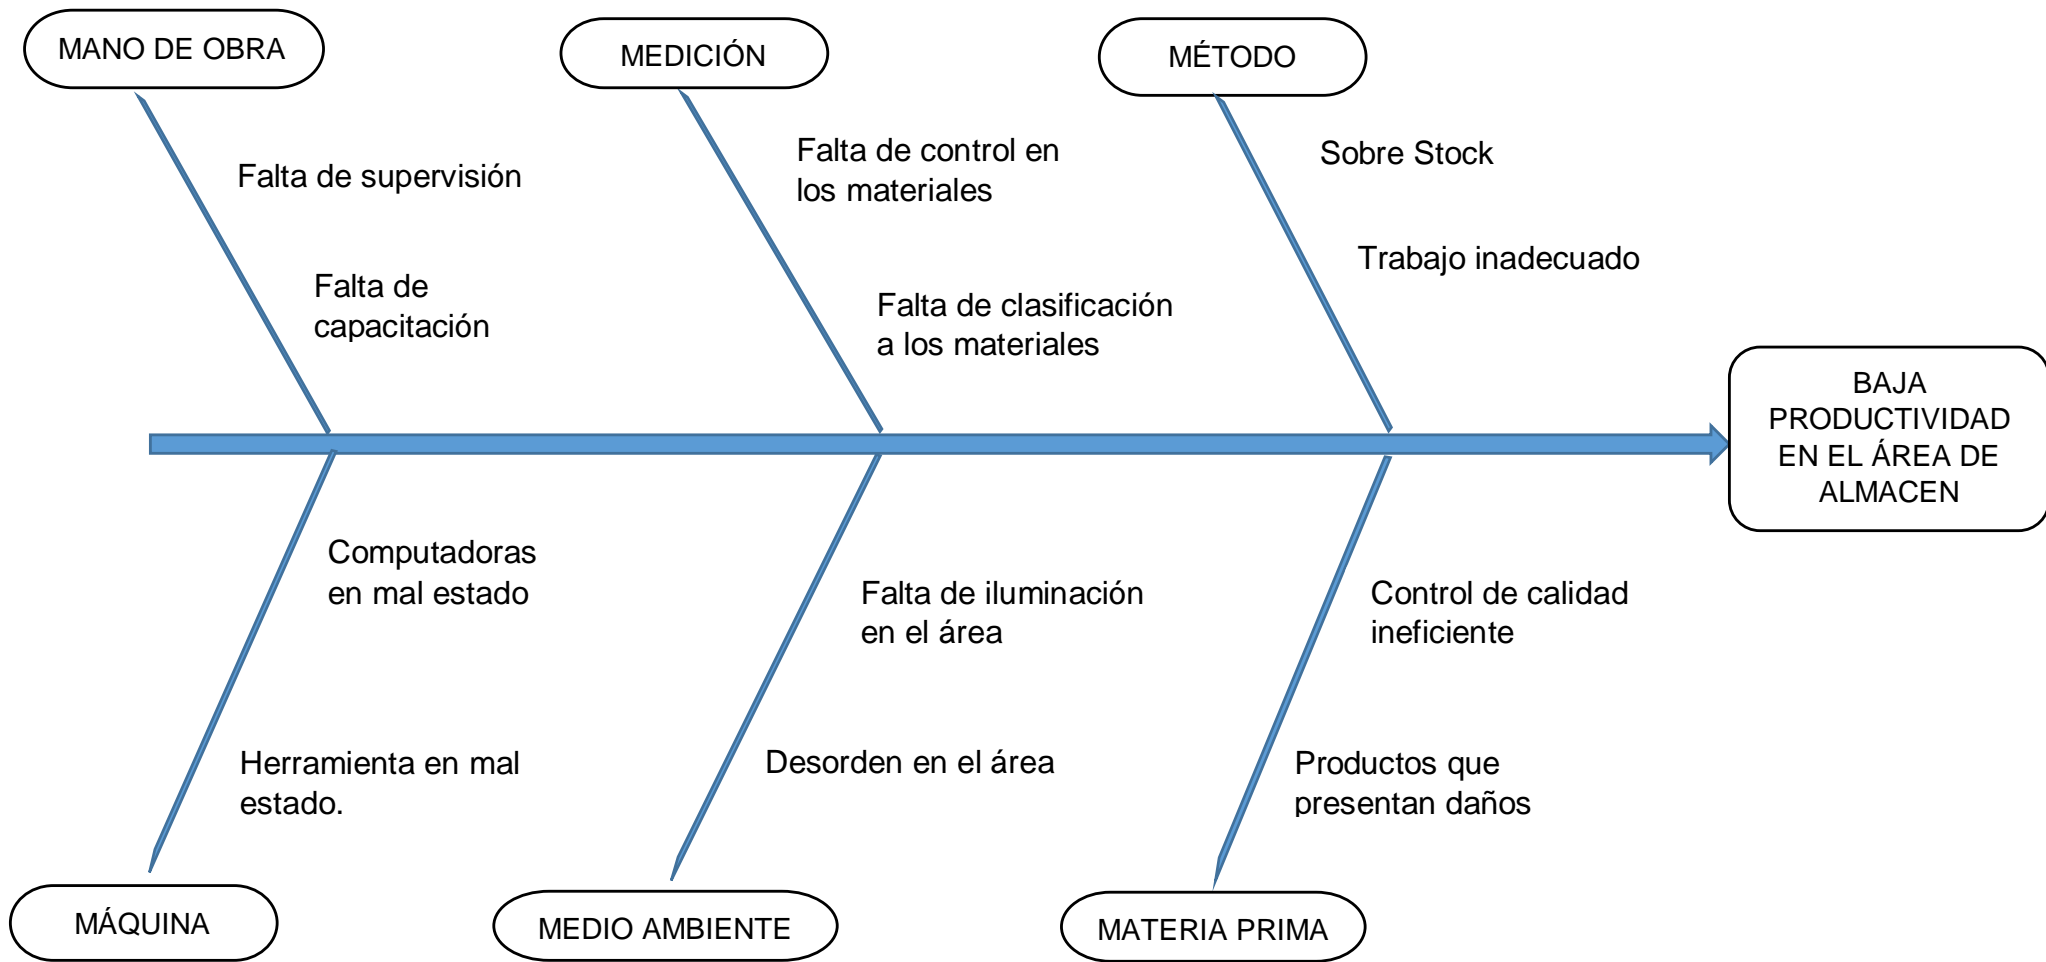 MANO DE OBRA
MEDICIÓN
MÉTODO
Falta de supervisión
Falta de
capacitación
Falta de control en
los materiales
Falta de clasificación
a los materiales
Sobre Stock
Trabajo inadecuado
BAJA
PRODUCTIVIDAD
EN EL ÁREA DE
ALMACEN
Computadoras
en mal estado
Herramienta en mal
estado.
Falta de iluminación
en el área
Desorden en el área
Control de calidad
ineficiente
Productos que
presentan daños
MÁQUINA
MEDIO AMBIENTE
MATERIA PRIMA